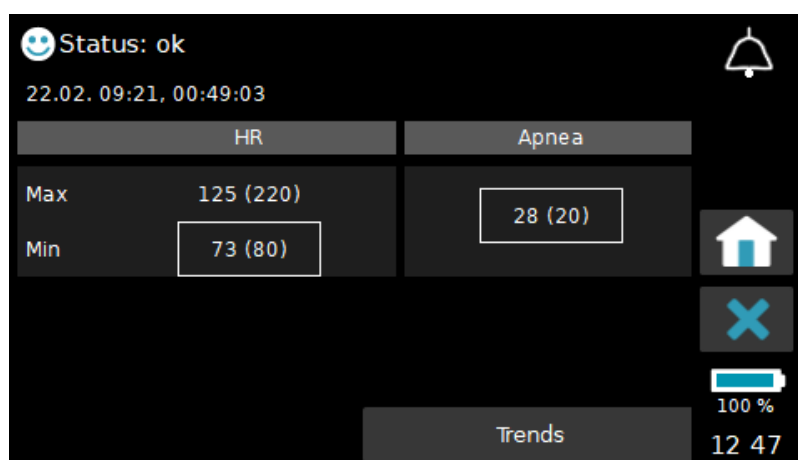 Status: ok
22.02. 09:21, 00:49:03
HR Apnea
Max 125 (220)
28 (20)
Min 73 (80)
100 %
Trends
12 47